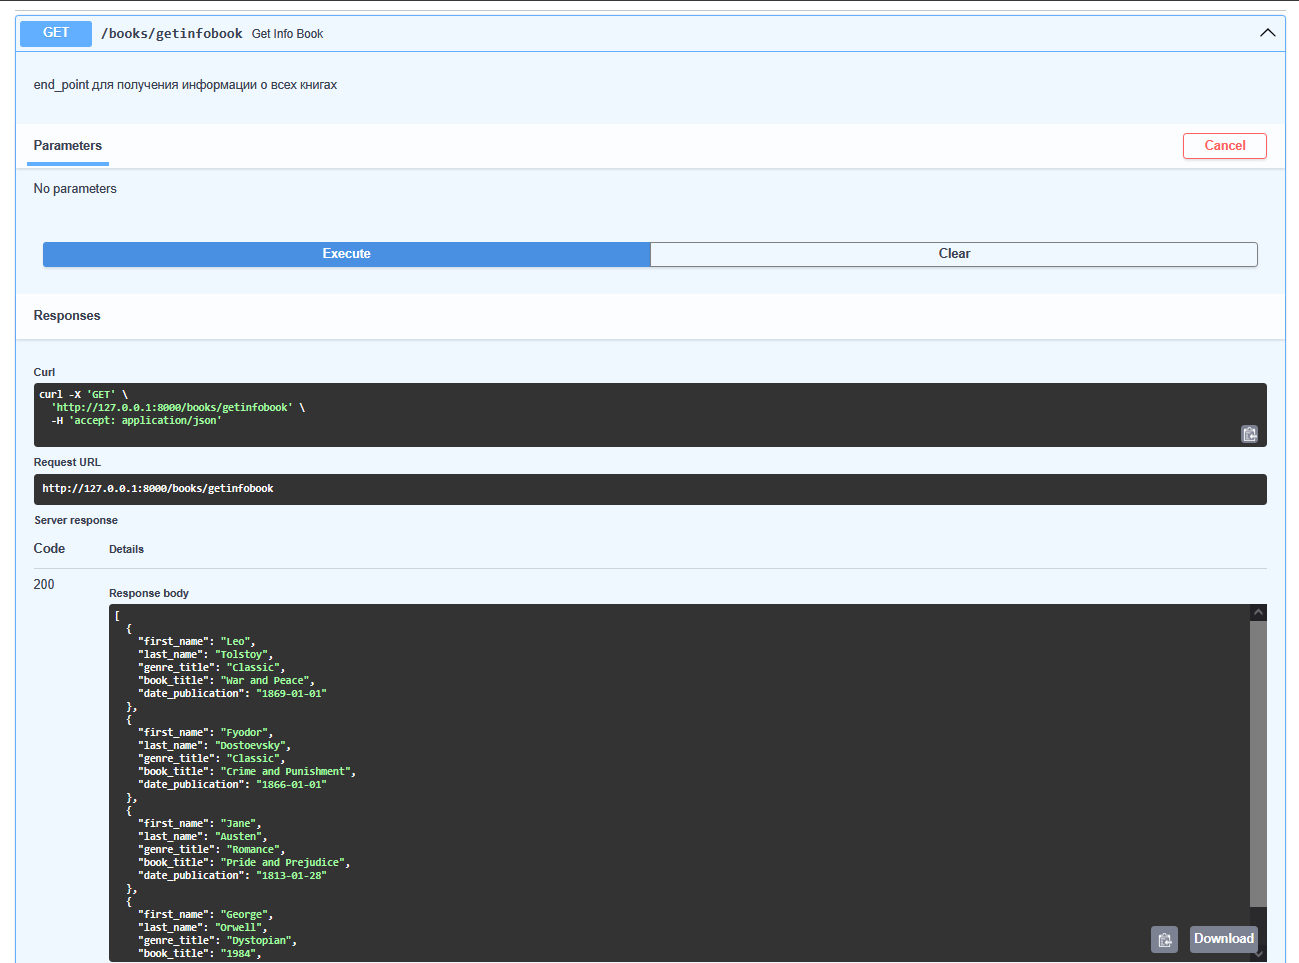 GET /books/getinfobook Get Info Book
end_point для получения информации о всех книгах
Parameters
Cancel
No parameters
Execute
Clear
Responses
Curl
curl -X 'GET' \
  'http://127.0.0.1:8000/books/getinfobook' \
  -H 'accept: application/json'
Request URL
http://127.0.0.1:8000/books/getinfobook
Server response
Code Details
200
Response body
[
  {
    "first_name": "Leo",
    "last_name": "Tolstoy",
    "genre_title": "Classic",
    "book_title": "War and Peace",
    "date_publication": "1869-01-01"
  },
  {
    "first_name": "Fyodor",
    "last_name": "Dostoevsky",
    "genre_title": "Classic",
    "book_title": "Crime and Punishment",
    "date_publication": "1866-01-01"
  },
  {
    "first_name": "Jane",
    "last_name": "Austen",
    "genre_title": "Romance",
    "book_title": "Pride and Prejudice",
    "date_publication": "1813-01-28"
  },
  {
    "first_name": "George",
    "last_name": "Orwell",
    "genre_title": "Dystopian",
    "book_title": "1984",
Download